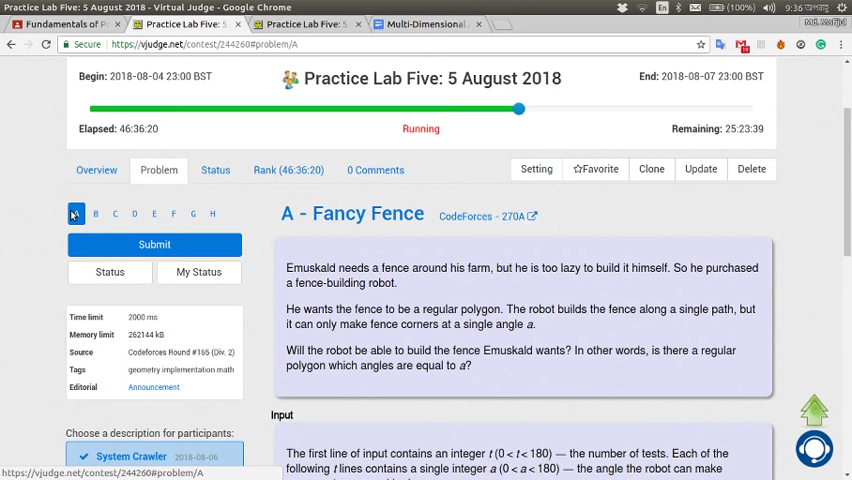 Practice Lab Five: 5 August 2018 - Virtual Judge - Google Chrome
En (100%) 9:36
Fundamentals of Pr Practice Lab Five: 5 Practice Lab Five: 5 Multi-Dimensional Md. Mofijul
Secure https://vjudge.net/contest/244260#problem/A
Begin: 2018-08-04 23:00 BST Practice Lab Five: 5 August 2018 End: 2018-08-07 23:00 BST
Elapsed: 46:36:20 Running Remaining: 25:23:39
Overview Problem Status Rank (46:36:20) 0 Comments Setting Favorite Clone Update Delete
A B C D E F G H
A - Fancy Fence CodeForces - 270A
Submit
Status My Status
Emuskald needs a fence around his farm, but he is too lazy to build it himself. So he purchased
a fence-building robot.
He wants the fence to be a regular polygon. The robot builds the fence along a single path, but
it can only make fence corners at a single angle a.
Will the robot be able to build the fence Emuskald wants? In other words, is there a regular
polygon which angles are equal to a?
Time limit 2000 ms
Memory limit 262144 kB
Source Codeforces Round #165 (Div. 2)
Tags geometry implementation math
Editorial Announcement
Input
Choose a description for participants:
System Crawler 2018-08-06
The first line of input contains an integer t (0 < t < 180) — the number of tests. Each of the
following t lines contains a single integer a (0 < a < 180) — the angle the robot can make
https://vjudge.net/contest/244260#problem/A